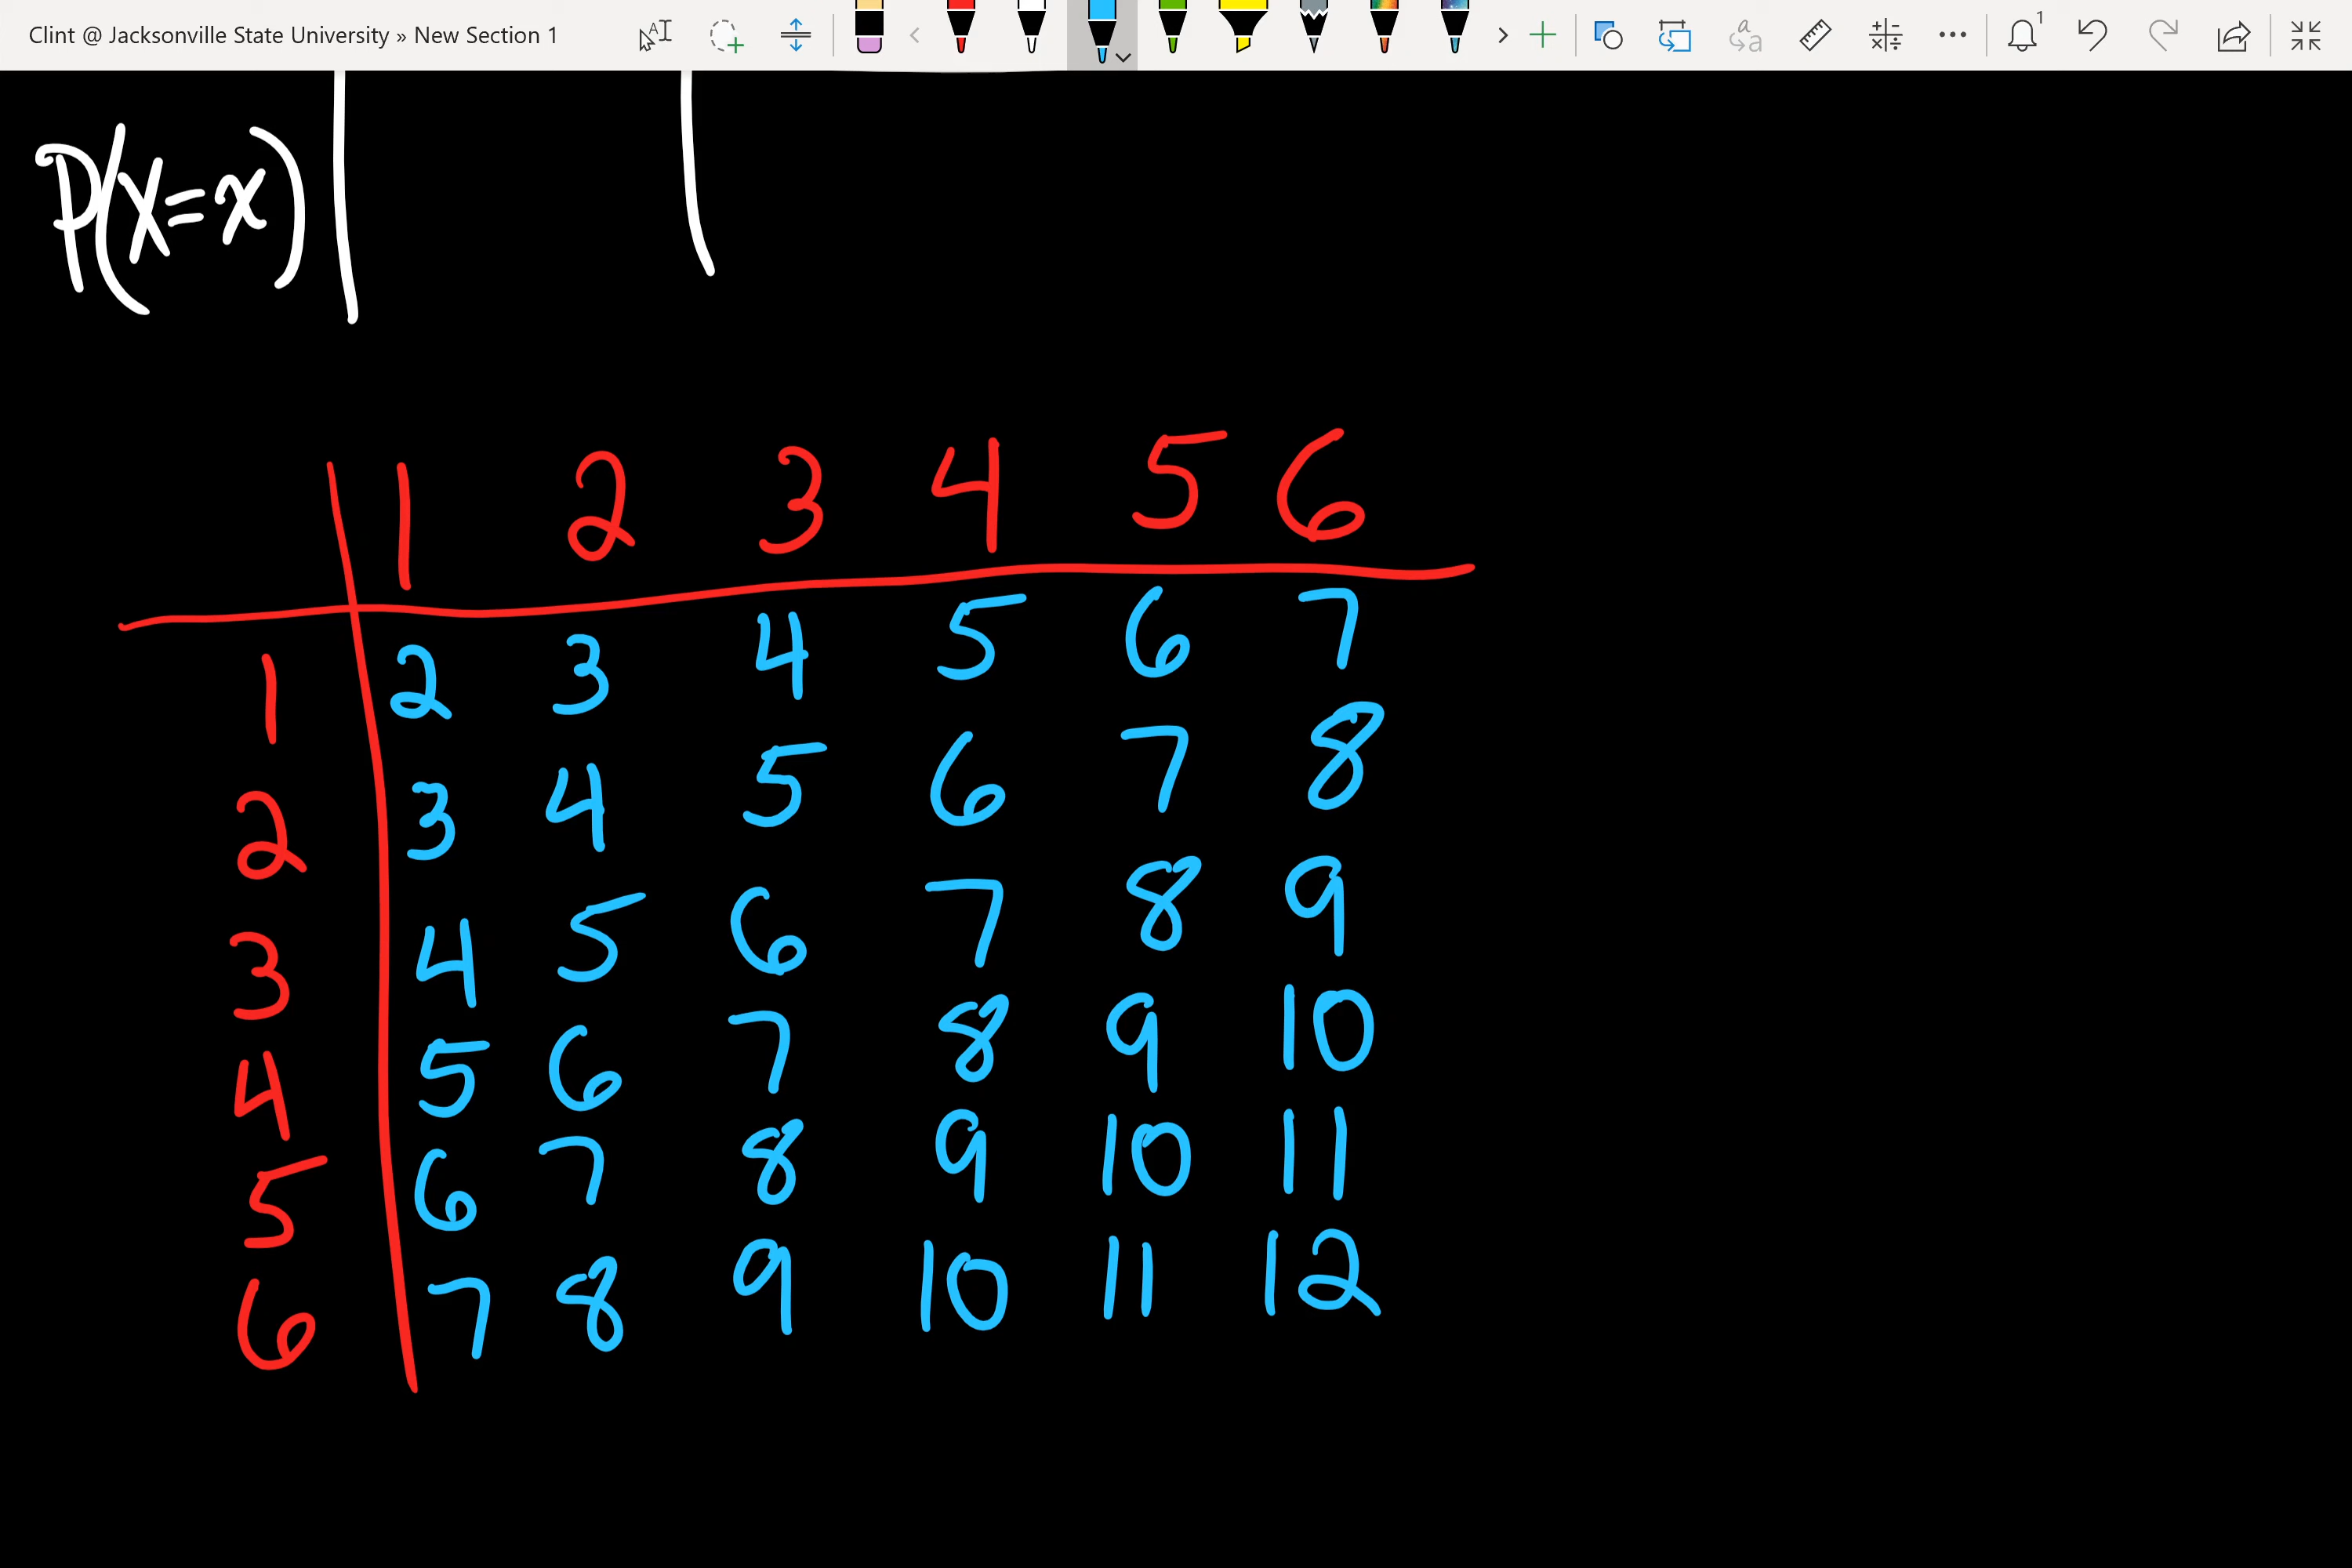 Clint @ Jacksonville State University » New Section 1
1
P(X=x)
1 2 3 4 5 6
1 2 3 4 5 6 7
2 3 4 5 6 7 8
3 4 5 6 7 8 9
4 5 6 7 8 9 10
5 6 7 8 9 10 11
6 7 8 9 10 11 12